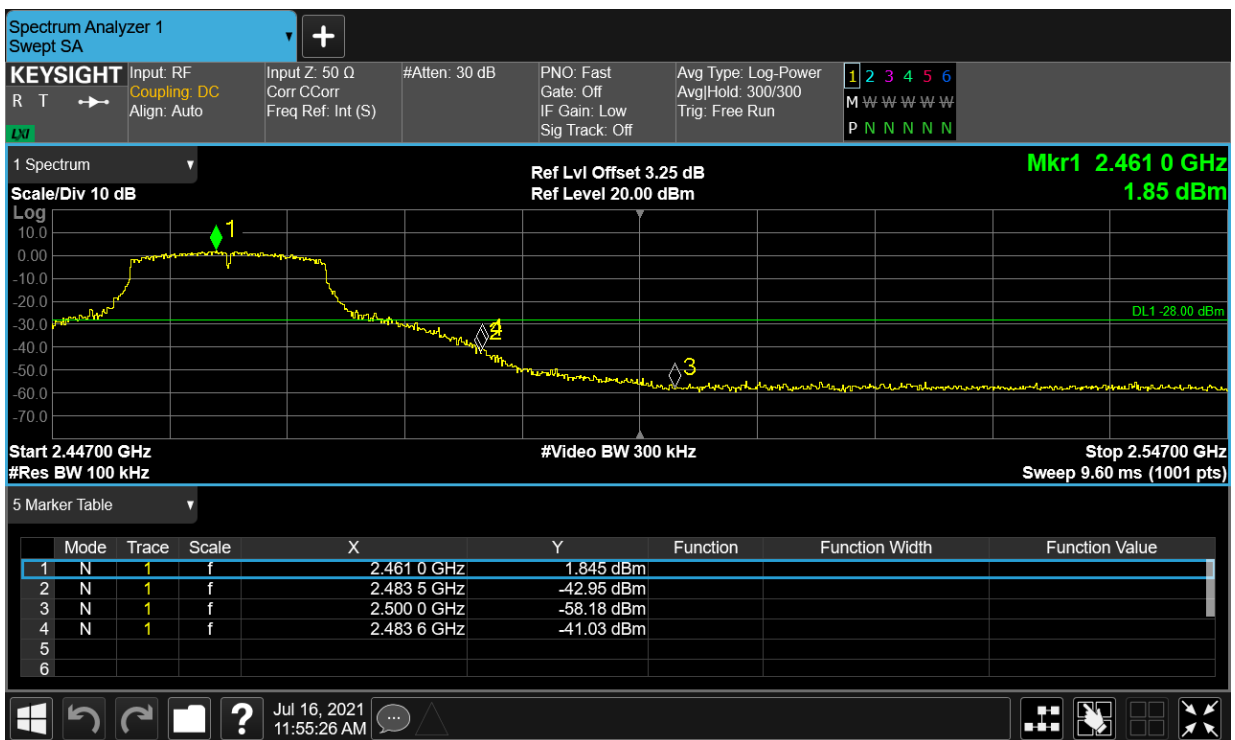 Spectrum Analyzer 1
Swept SA
+
KEYSIGHT Input: RF Input Z: 50 Ω #Atten: 30 dB PNO: Fast Avg Type: Log-Power 1 2 3 4 5 6
R T Coupling: DC Corr CCorr Gate: Off Avg|Hold: 300/300 M W W W W W
Align: Auto Freq Ref: Int (S) IF Gain: Low Trig: Free Run
LXI Sig Track: Off P N N N N N
1 Spectrum Ref Lvl Offset 3.25 dB Mkr1 2.461 0 GHz
Scale/Div 10 dB Ref Level 20.00 dBm 1.85 dBm
Log
1
10.0
0.00
-10.0
-20.0
DL1 -28.00 dBm
-30.0
2
-40.0
3
-50.0
-60.0
-70.0
Start 2.44700 GHz #Video BW 300 kHz Stop 2.54700 GHz
#Res BW 100 kHz Sweep 9.60 ms (1001 pts)
5 Marker Table
Mode Trace Scale X Y Function Function Width Function Value
1 N 1 f 2.461 0 GHz 1.845 dBm
2 N 1 f 2.483 5 GHz -42.95 dBm
3 N 1 f 2.500 0 GHz -58.18 dBm
4 N 1 f 2.483 6 GHz -41.03 dBm
5
6
? Jul 16, 2021
11:55:26 AM